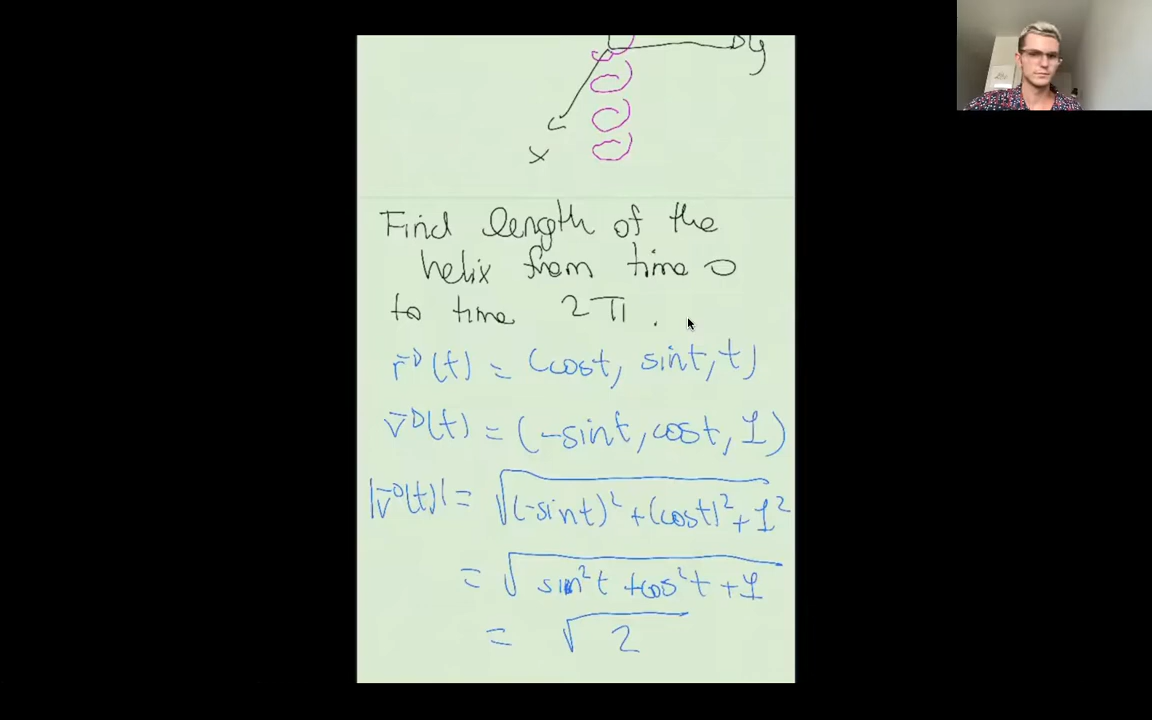 y
x
Find length of the
helix from time 0
to time 2π.
r⃗(t) = (cost, sint, t)
v⃗(t) = (-sint, cost, 1)
|v⃗(t)| = √((-sint)² + (cost)² + 1²)
= √(sin²t + cos²t + 1)
= √2